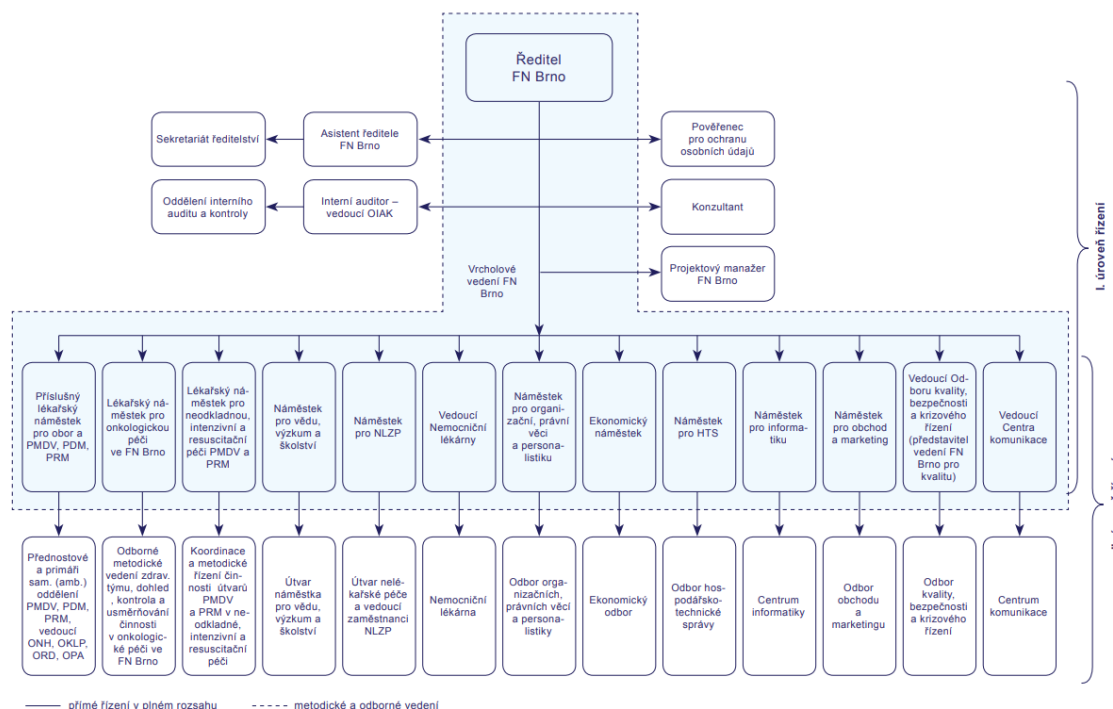 Ředitel
FN Brno
Sekretariát ředitelství
Asistent ředitele
FN Brno
Pověřenec
pro ochranu
osobních údajů
Oddělení interního
auditu a kontroly
Interní auditor –
vedoucí OIAK
Konzultant
Vrcholové
vedení FN
Brno
Projektový manažer
FN Brno
I. úroveň řízení
Příslušný
lékařský
náměstek
pro obor a
PMDV, PDM,
PRM
Lékařský
náměstek pro
onkologickou
péči
ve FN Brno
Lékařský ná-
městek pro
neodkladnou,
intenzivní a
resuscitační
péči PMDV a
PRM
Náměstek
pro vědu,
výzkum a
školství
Náměstek
pro NLZP
Vedoucí
Nemocniční
lékárny
Náměstek
pro organi-
zační, právní
věci
a persona-
listiku
Ekonomický
náměstek
Náměstek
pro HTS
Náměstek
pro informa-
tiku
Náměstek
pro obchod
a marketing
Vedoucí Od-
boru kvality,
bezpečnosti
a krizového
řízení
(představitel
vedení FN
Brno pro
kvalitu)
Vedoucí
Centra
komunikace
Přednostové
a primáři
sam. (amb.)
oddělení
PMDV, PDM,
PRM,
vedoucí
ONH, OKLP,
ORD, OPA
Odborné
metodické
vedení zdrav.
týmu, dohled
, kontrola a
usměrňování
činnosti
v onkologic-
ké péči ve
FN Brno
Koordinace
a metodické
řízení čin-
nosti útvarů
PMDV
a PRM v ne-
odkladné,
intenzivní a
resuscitační
péči
Útvar
náměstka
pro vědu,
výzkum a
školství
Útvar nelé-
kařské péče
a vedoucí
zaměstnanci
NLZP
Nemocniční
lékárna
Odbor orga-
nizačních,
právních věcí
a persona-
listiky
Ekonomický
odbor
Odbor hos-
podářsko-
technické
správy
Centrum
informatiky
Odbor
obchodu a
marketingu
Odbor
kvality,
bezpečnosti
a krizového
řízení
Centrum
komunikace
přímé řízení v plném rozsahu
metodické a odborné vedení